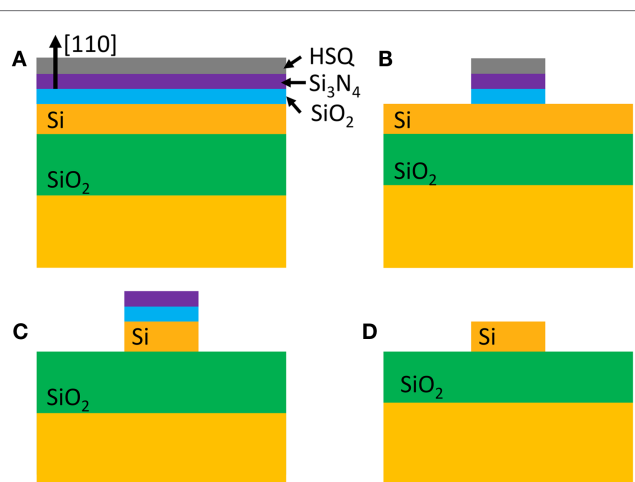 A
[110]
HSQ
Si₃N₄
SiO₂
Si
SiO₂
B
Si
SiO₂
C
Si
SiO₂
D
Si
SiO₂